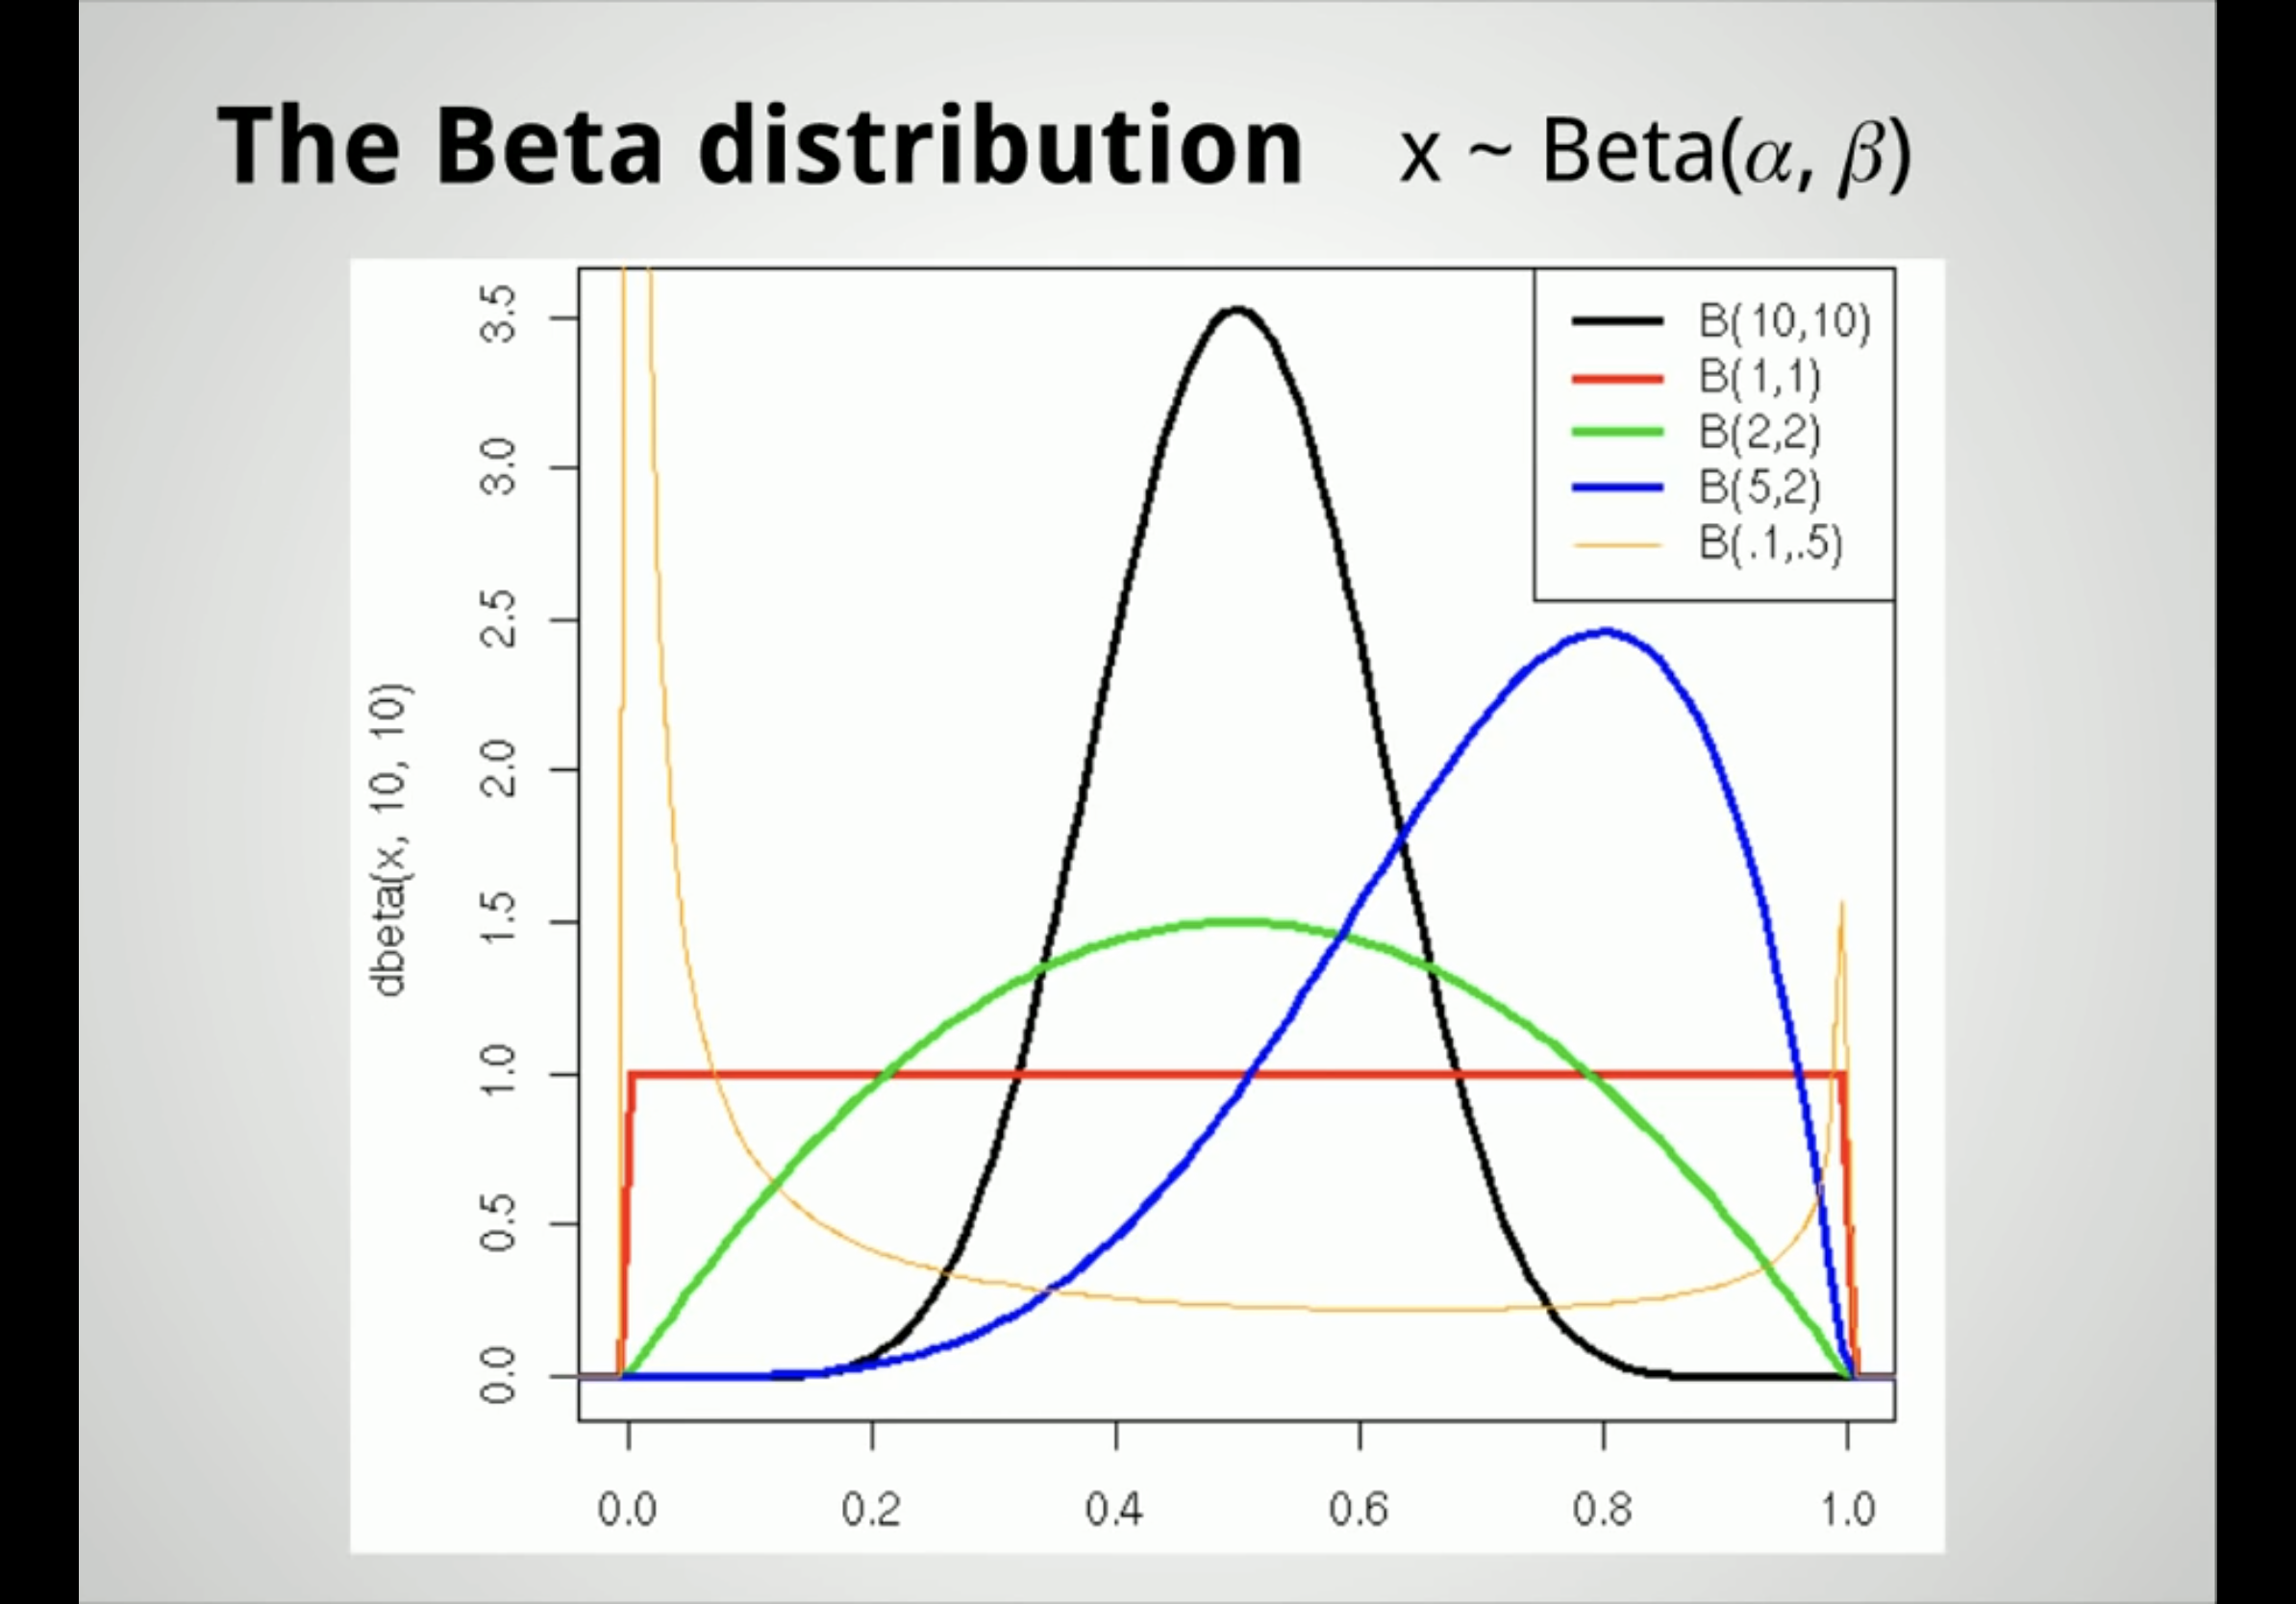 The Beta distribution x ~ Beta(α, β)
B(10,10)
B(1,1)
B(2,2)
B(5,2)
B(.1,.5)
dbeta(x, 10, 10)
3.5
3.0
2.5
2.0
1.5
1.0
0.5
0.0
0.0 0.2 0.4 0.6 0.8 1.0